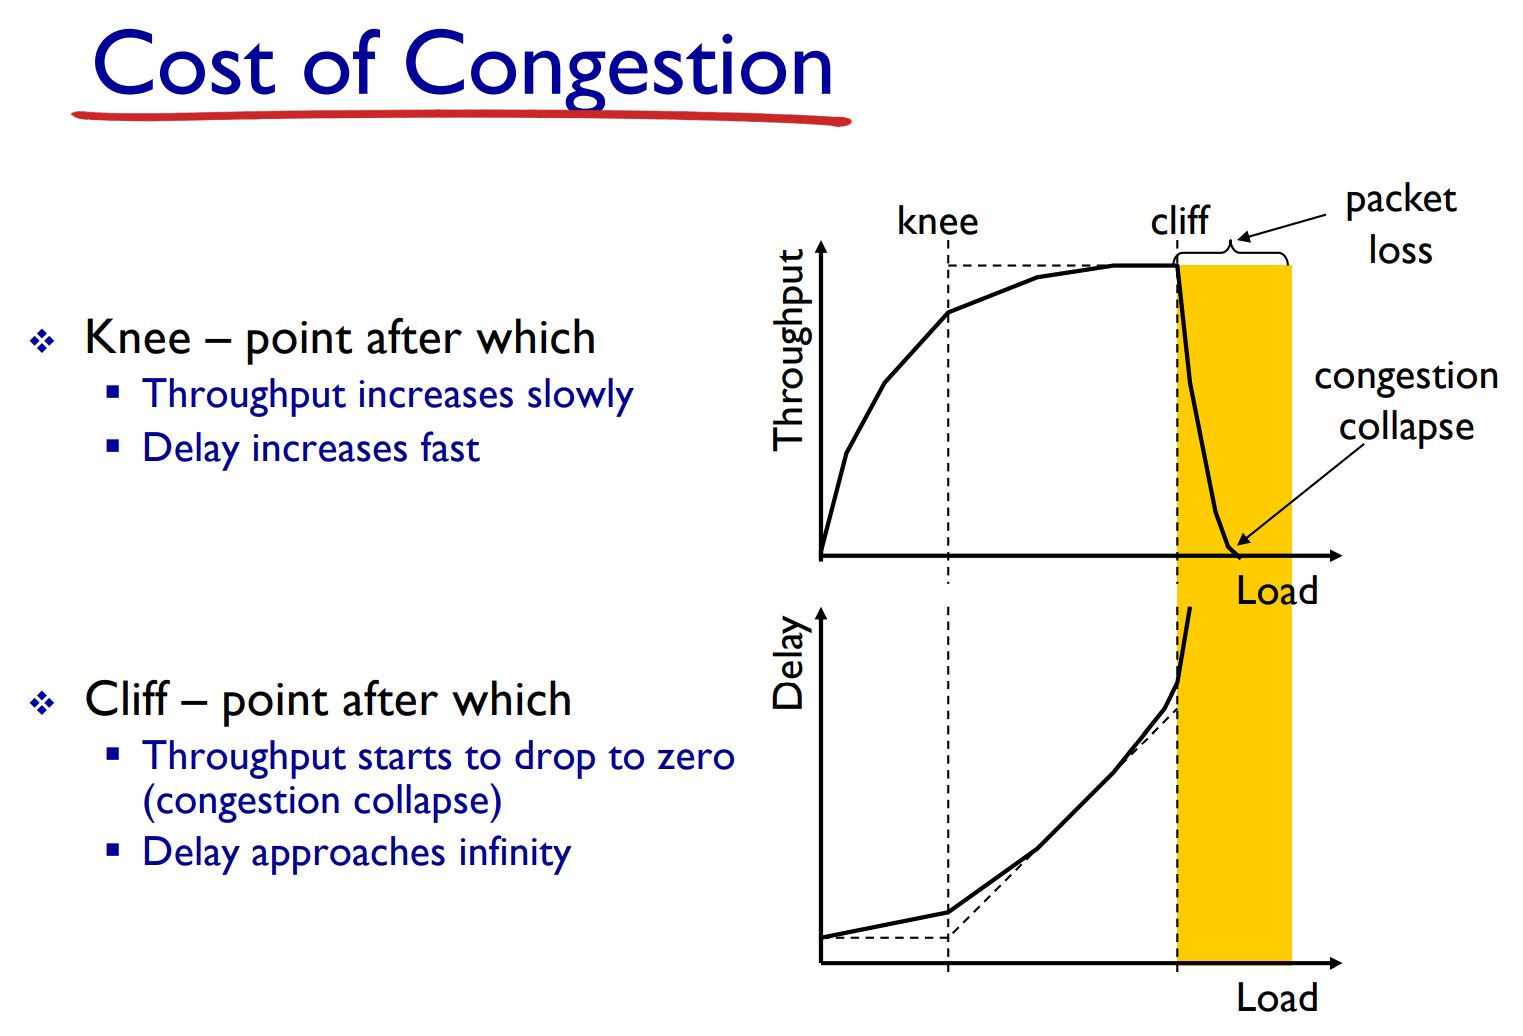 Cost of Congestion
Knee – point after which
Throughput increases slowly
Delay increases fast
Cliff – point after which
Throughput starts to drop to zero
(congestion collapse)
Delay approaches infinity
knee
cliff
packet
loss
Throughput
congestion
collapse
Load
Delay
Load